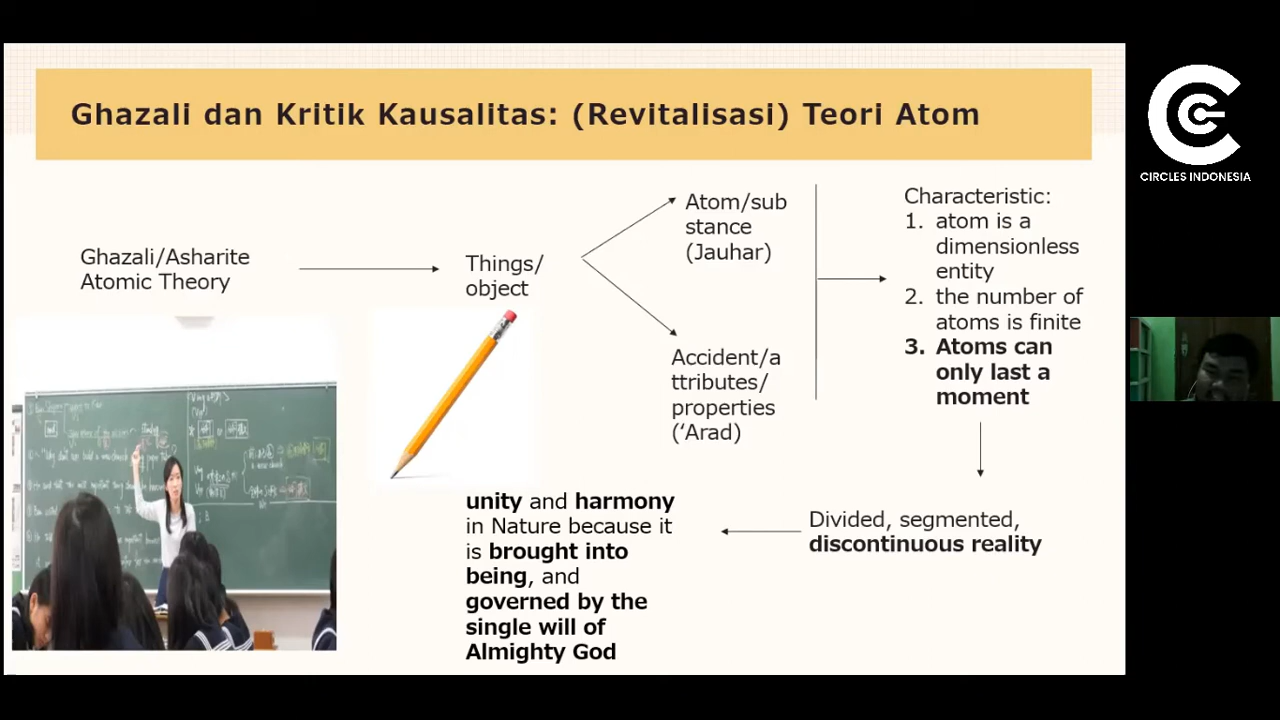 Ghazali dan Kritik Kausalitas: (Revitalisasi) Teori Atom
CIRCLES INDONESIA
Ghazali/Asharite
Atomic Theory
Things/
object
Atom/sub
stance
(Jauhar)
Accident/a
ttributes/
properties
(‘Arad)
Characteristic:
1. atom is a
dimensionless
entity
2. the number of
atoms is finite
3. Atoms can
only last a
moment
Divided, segmented,
discontinuous reality
unity and harmony
in Nature because it
is brought into
being, and
governed by the
single will of
Almighty God